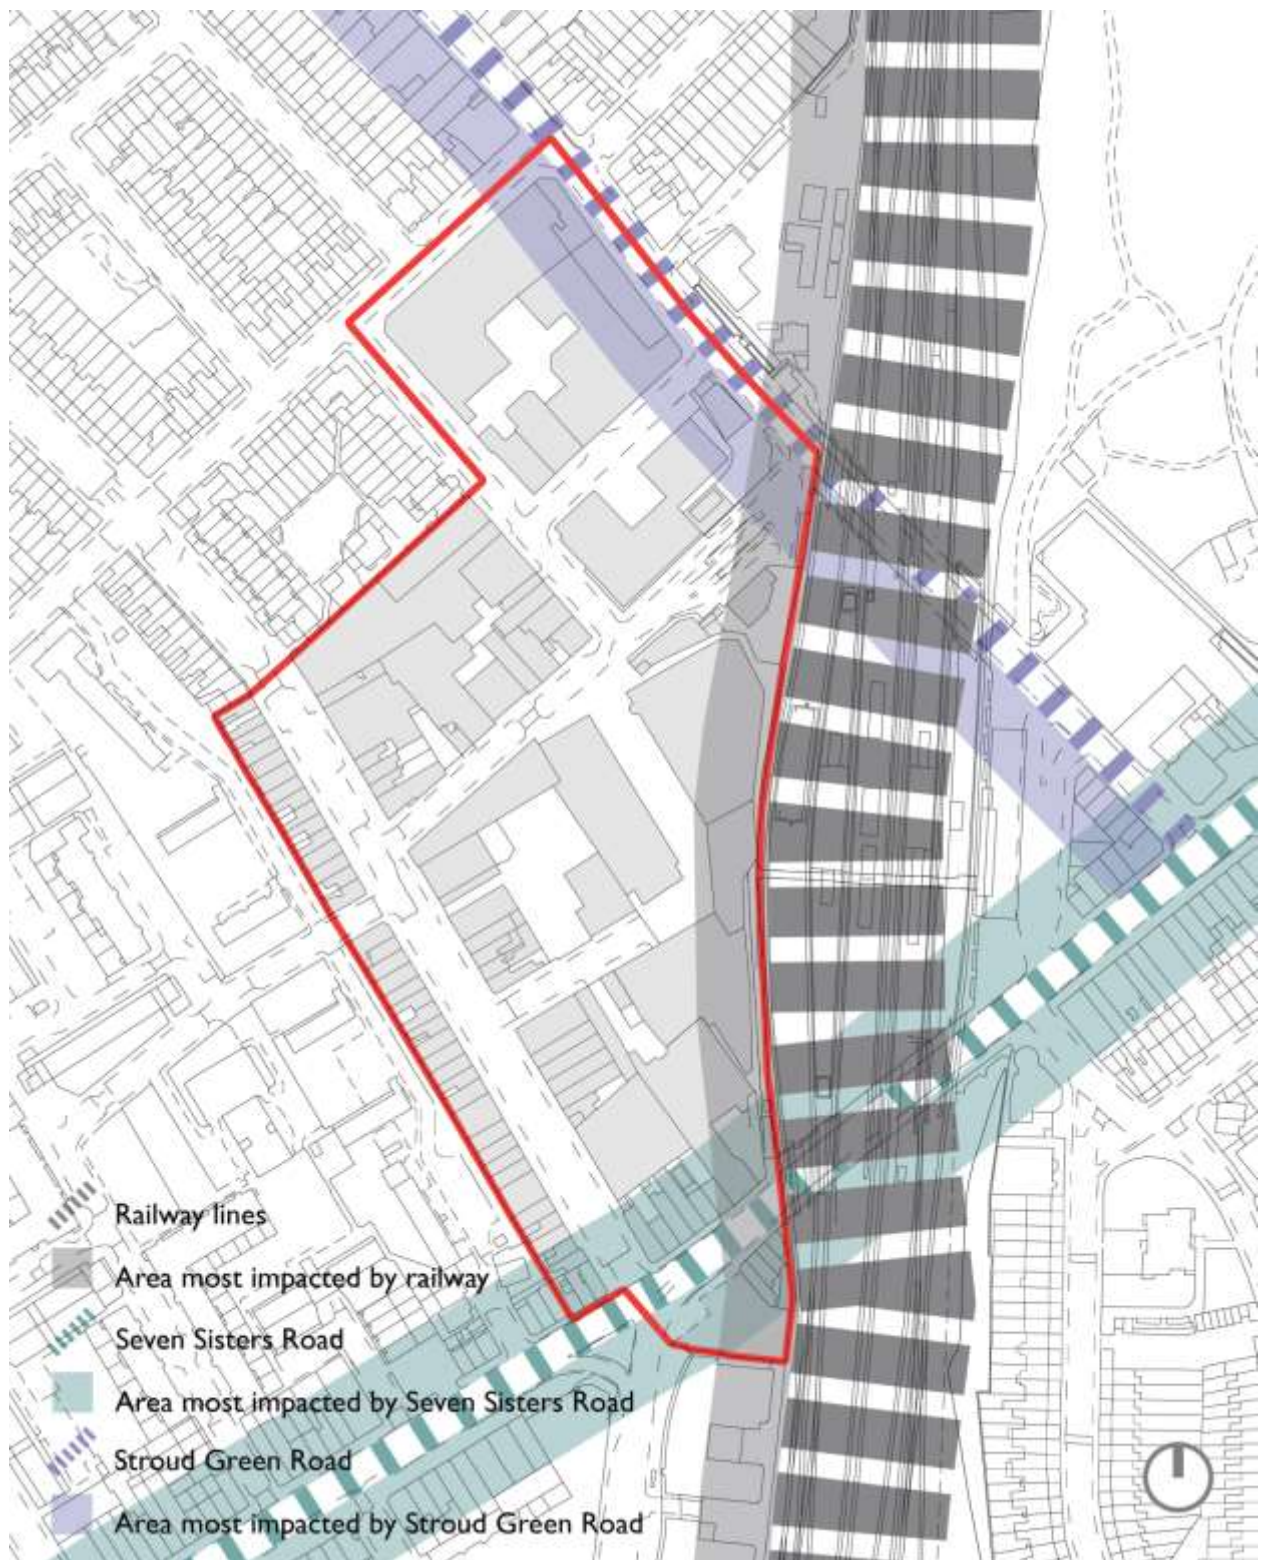 Railway lines
Area most impacted by railway
Seven Sisters Road
Area most impacted by Seven Sisters Road
Stroud Green Road
Area most impacted by Stroud Green Road